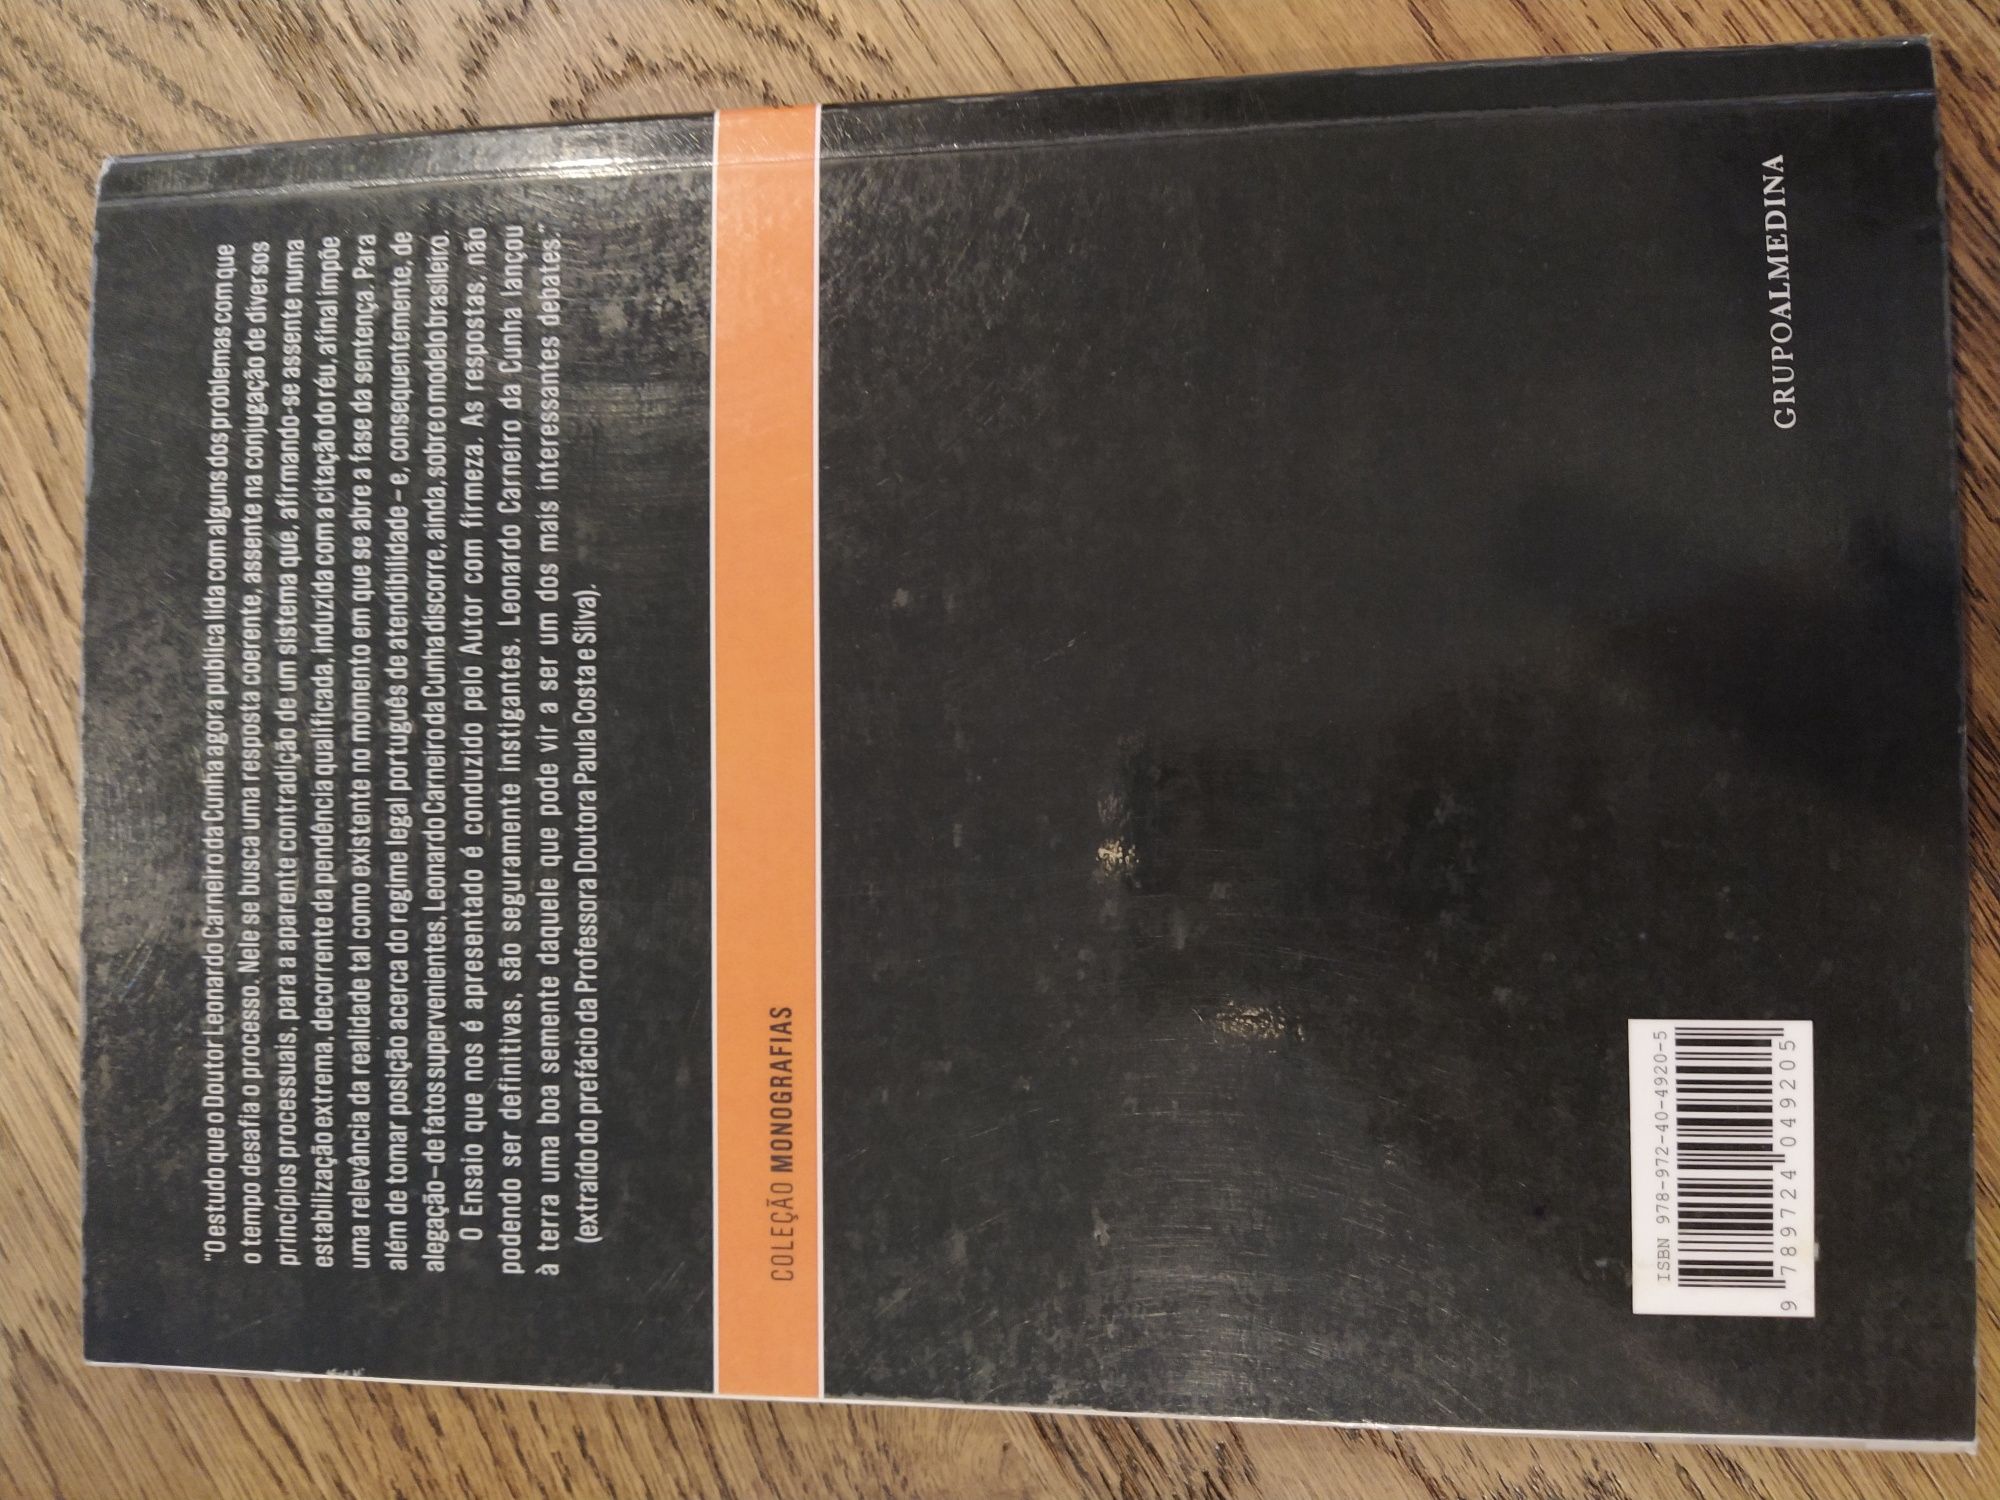 "O estudo que o Doutor Leonardo Carneiro da Cunha agora publica lida com alguns dos problemas com que
o tempo desafia o processo. Nele se busca uma resposta coerente, assente na conjugação de diversos
princípios processuais, para a aparente contradição de um sistema que, afirmando-se assente numa
estabilização extrema, decorrente da pendência qualificada, induzida com a citação do réu, afinal impõe
uma relevância da realidade tal como existente no momento em que se abre a fase da sentença. Para
além de tomar posição acerca do regime legal português de atendibilidade – e, consequentemente, de
alegação – de fatos supervenientes, Leonardo Carneiro da Cunha discorre, ainda, sobre o modelo brasileiro.
O Ensaio que nos é apresentado é conduzido pelo Autor com firmeza. As respostas, não
podendo ser definitivas, são seguramente instigantes. Leonardo Carneiro da Cunha lançou
à terra uma boa semente daquele que pode vir a ser um dos mais interessantes debates."
(extraído do prefácio da Professora Doutora Paula Costa e Silva).
COLEÇÃO MONOGRAFIAS
ISBN 978-972-40-4920-5
9 789724 049205
GRUPOALMEDINA